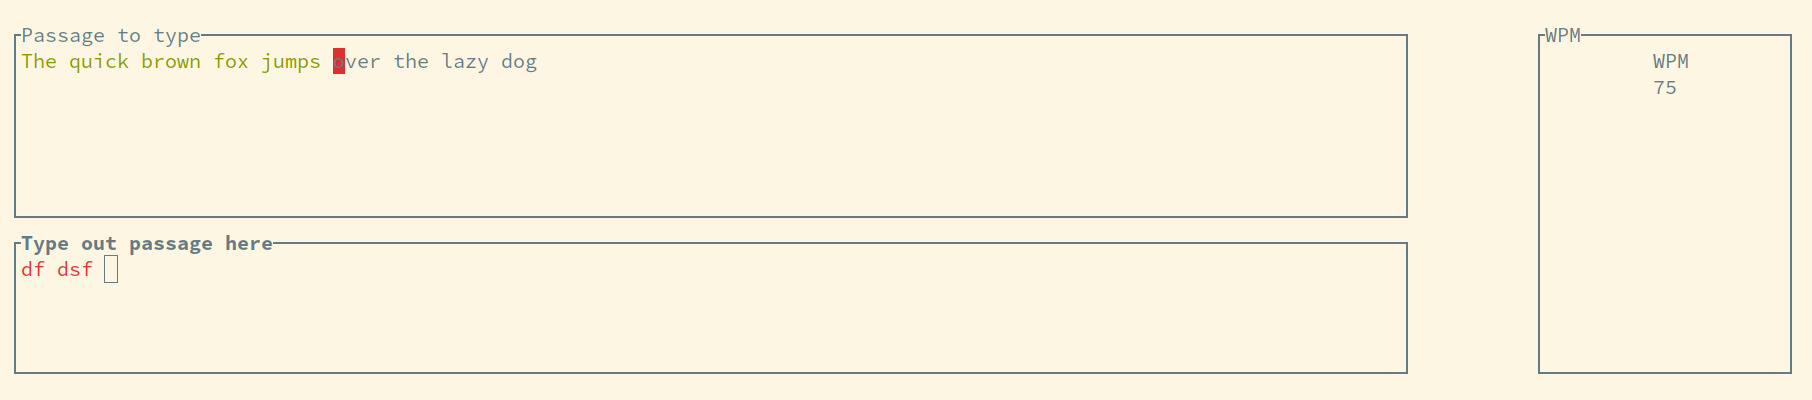 Passage to type
The quick brown fox jumps over the lazy dog
Type out passage here
df dsf
WPM
WPM
75